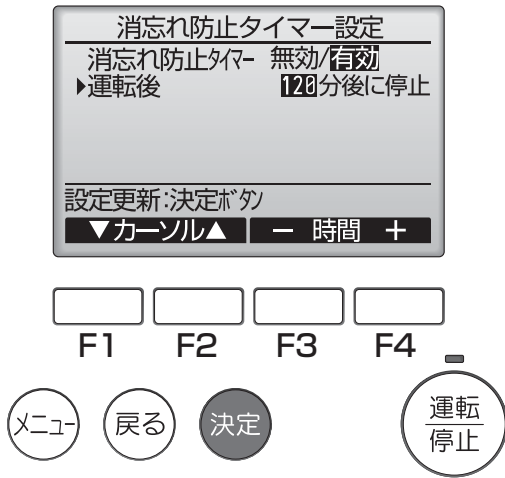 消忘れ防止タイマー設定
消忘れ防止ﾀｲﾏｰ 無効/有効
▶運転後 120分後に停止
設定更新:決定ﾎﾞﾀﾝ
▼カーソル▲ － 時間 ＋
F1 F2 F3 F4
メニュー 戻る 決定 運転
停止